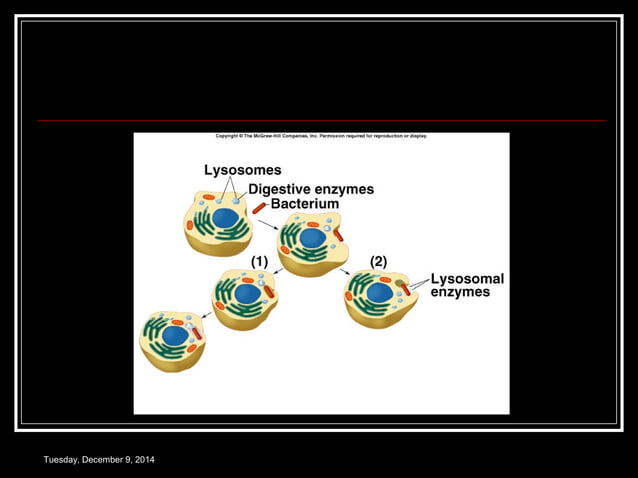 Copyright © The McGraw-Hill Companies, Inc. Permission required for reproduction or display.
Lysosomes
Digestive enzymes
Bacterium
(1)
(2)
Lysosomal
enzymes
Tuesday, December 9, 2014